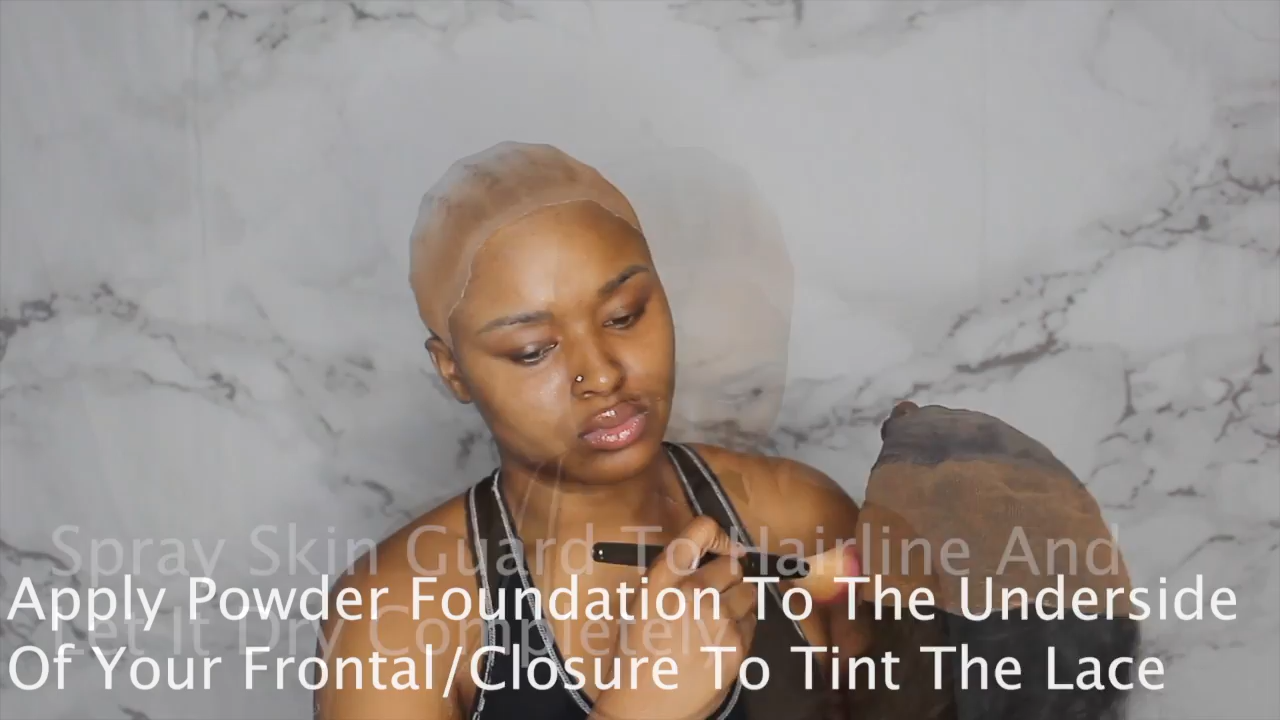 Spray Skin Guard To Hairline And
Let It Dry Completely
Apply Powder Foundation To The Underside
Of Your Frontal/Closure To Tint The Lace